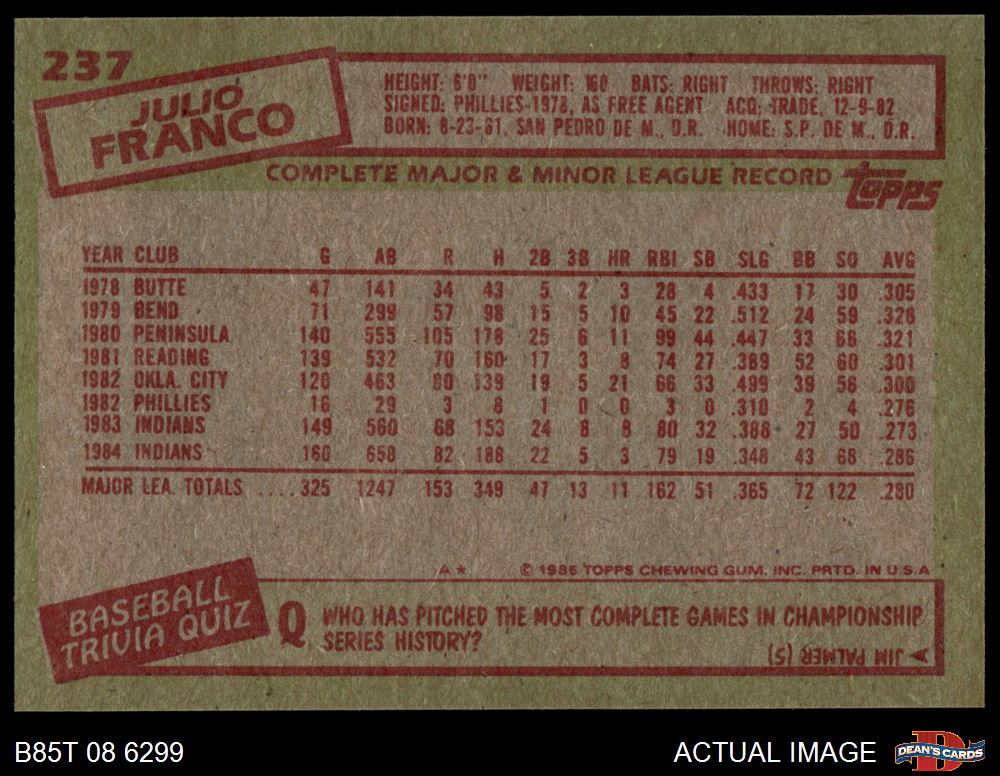 237
JULIO
FRANCO
HEIGHT: 6'0" WEIGHT: 160 BATS: RIGHT THROWS: RIGHT
SIGNED: PHILLIES-1978, AS FREE AGENT ACQ: TRADE, 12-9-82
BORN: 8-23-61, SAN PEDRO DE M., D.R. HOME: S.P. DE M., D.R.
COMPLETE MAJOR & MINOR LEAGUE RECORD topps
YEAR CLUB G AB R H 2B 3B HR RBI SB SLG BB SO AVG
1978 BUTTE 47 141 34 43 5 2 3 28 4 .433 17 30 .305
1979 BEND 71 299 57 98 15 5 10 45 22 .512 24 59 .328
1980 PENINSULA 140 555 105 178 25 6 11 99 44 .447 33 66 .321
1981 READING 139 532 70 160 17 3 8 74 27 .389 52 60 .301
1982 OKLA. CITY 120 463 80 139 19 5 21 66 33 .499 39 56 .300
1982 PHILLIES 16 29 3 8 1 0 0 3 0 .310 2 4 .276
1983 INDIANS 149 560 68 153 24 8 8 80 32 .388 27 50 .273
1984 INDIANS 160 658 82 188 22 5 3 79 19 .348 43 68 .286
MAJOR LEA. TOTALS ....325 1247 153 349 47 13 11 162 51 .365 72 122 .280
A* © 1985 TOPPS CHEWING GUM, INC. PRTD. IN U.S.A
BASEBALL
TRIVIA QUIZ
Q WHO HAS PITCHED THE MOST COMPLETE GAMES IN CHAMPIONSHIP
SERIES HISTORY?
JIM PALMER (5)
B85T 08 6299 ACTUAL IMAGE DEAN'S CARDS